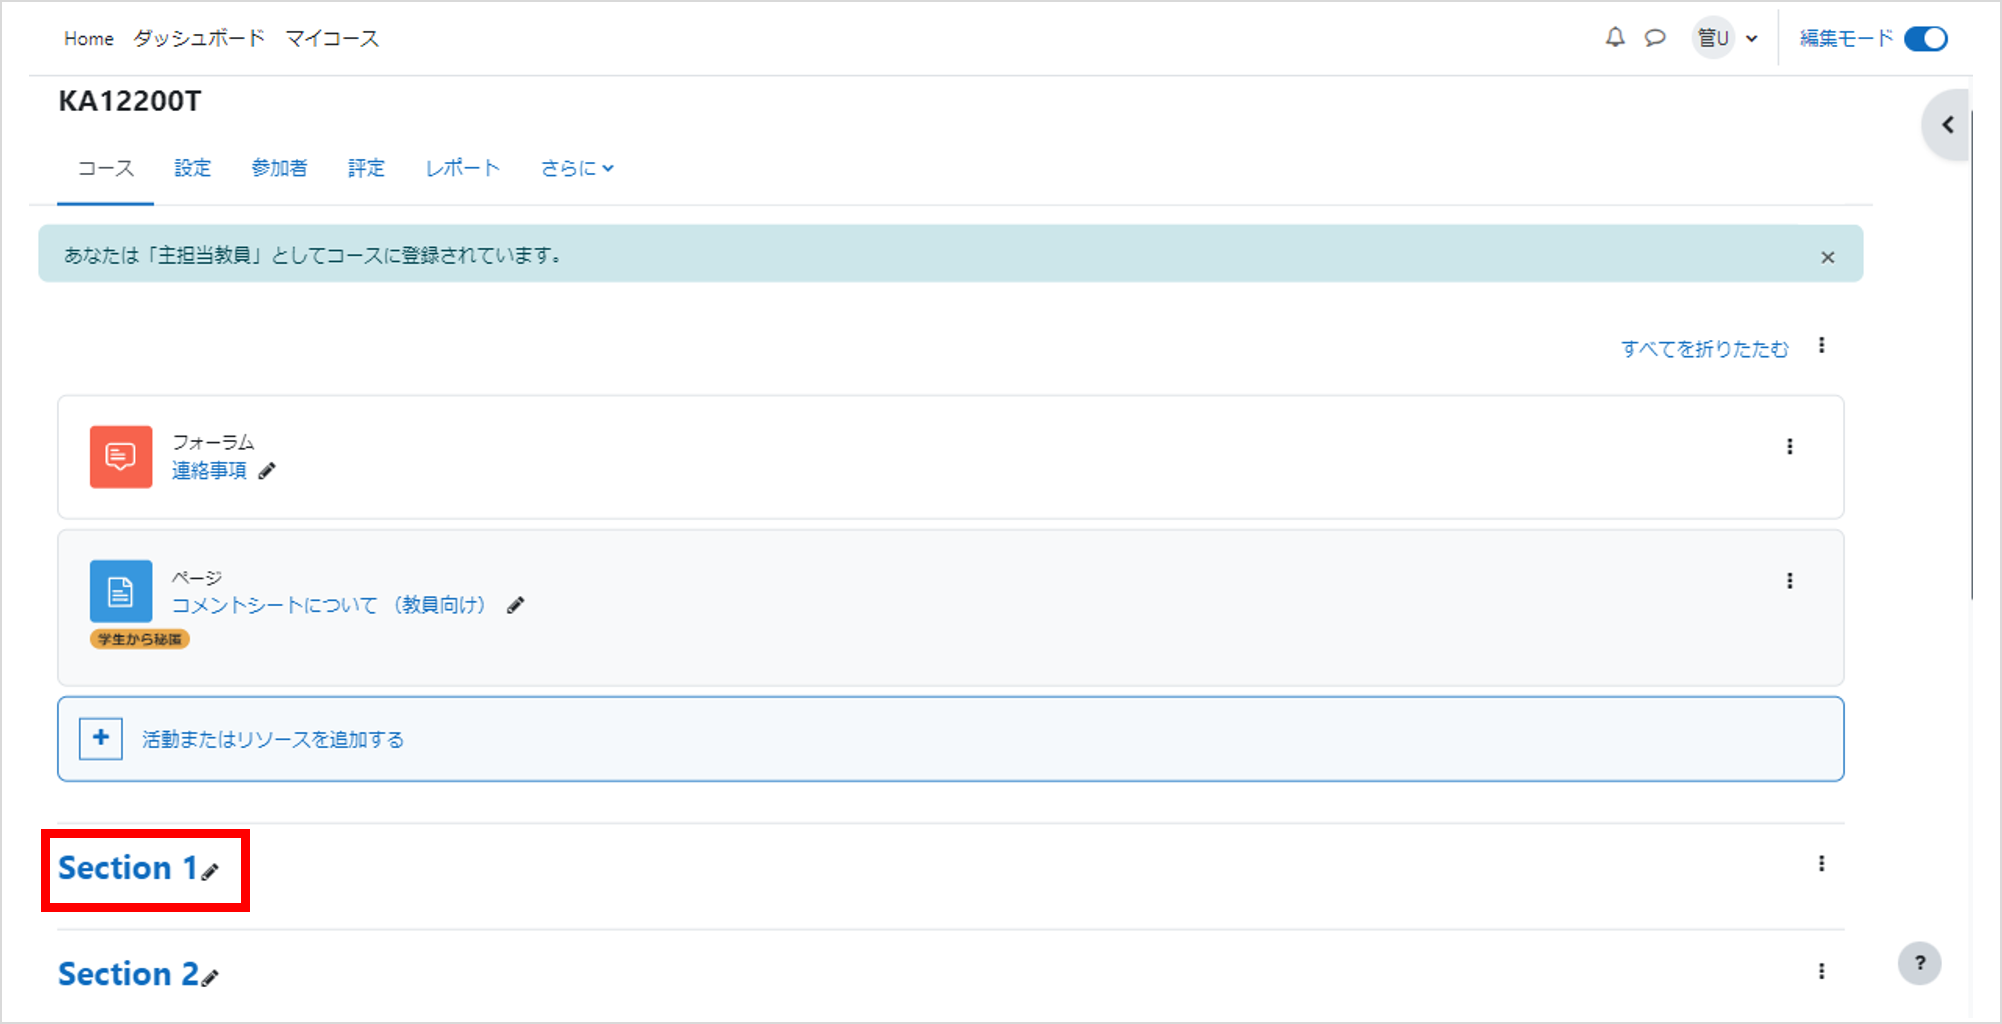 Home ダッシュボード マイコース 管U 編集モード
KA12200T
コース 設定 参加者 評定 レポート さらに
あなたは「主担当教員」としてコースに登録されています。 ×
すべてを折りたたむ
フォーラム
連絡事項
ページ
コメントシートについて（教員向け）
学生から秘匿
+ 活動またはリソースを追加する
Section 1
Section 2
?